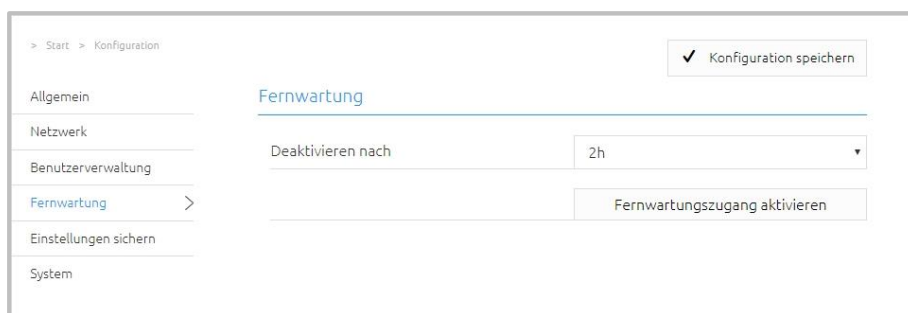 > Start > Konfiguration
✔ Konfiguration speichern
Allgemein
Netzwerk
Benutzerverwaltung
Fernwartung >
Einstellungen sichern
System
Fernwartung
Deaktivieren nach 2h
Fernwartungszugang aktivieren